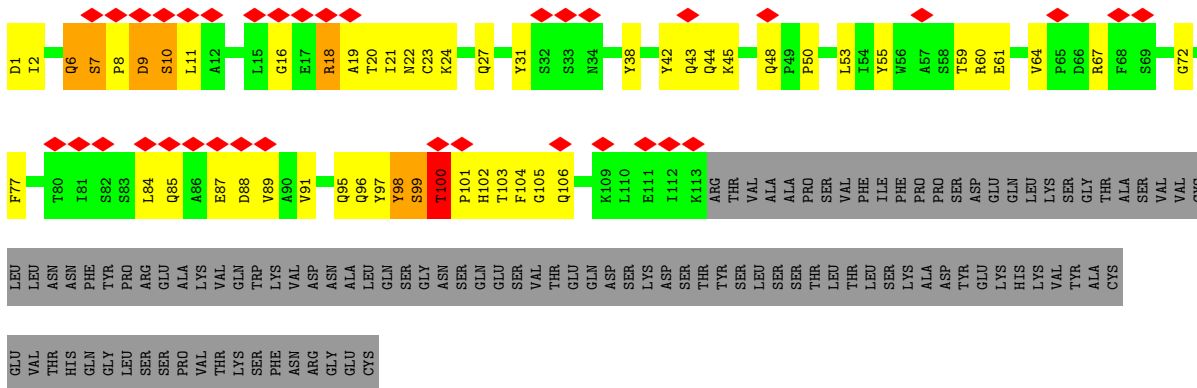 D1 I2 Q6 S7 P8 D9 S10 L11 A12 L15 G16 E17 R18 A19 T20 I21 N22 C23 K24 Q27 Y31 S32 S33 N34 Y38 Y42 Q43 Q44 K45 Q48 P49 P50 L53 I54 Y55 W56 A57 S58 T59 R60 E61 V64 P65 D66 R67 F68 S69 G72
F77 T80 I81 S82 S83 L84 Q85 A86 E87 D88 V89 A90 V91 Q95 Q96 Y97 Y98 S99 T100 P101 H102 T103 F104 G105 Q106 K109 L110 E111 I112 K113 ARG THR VAL ALA ALA PRO SER VAL PHE ILE PHE PRO PRO SER ASP GLU GLN LEU LYS SER GLY THR ALA SER VAL VAL
LEU LEU ASN ASN PHE TYR PRO ARG GLU ALA LYS VAL GLN TRP LYS VAL ASP ASN ALA LEU GLN SER GLY ASN SER GLN GLU SER VAL THR GLU GLN ASP SER LYS ASP SER THR TYR SER LEU SER SER THR LEU THR LEU SER LYS ALA ASP TYR GLU LYS HIS LYS VAL TYR ALA CYS
GLU VAL THR HIS GLN GLY LEU SER SER PRO VAL THR LYS SER PHE ASN ARG GLY GLU CYS